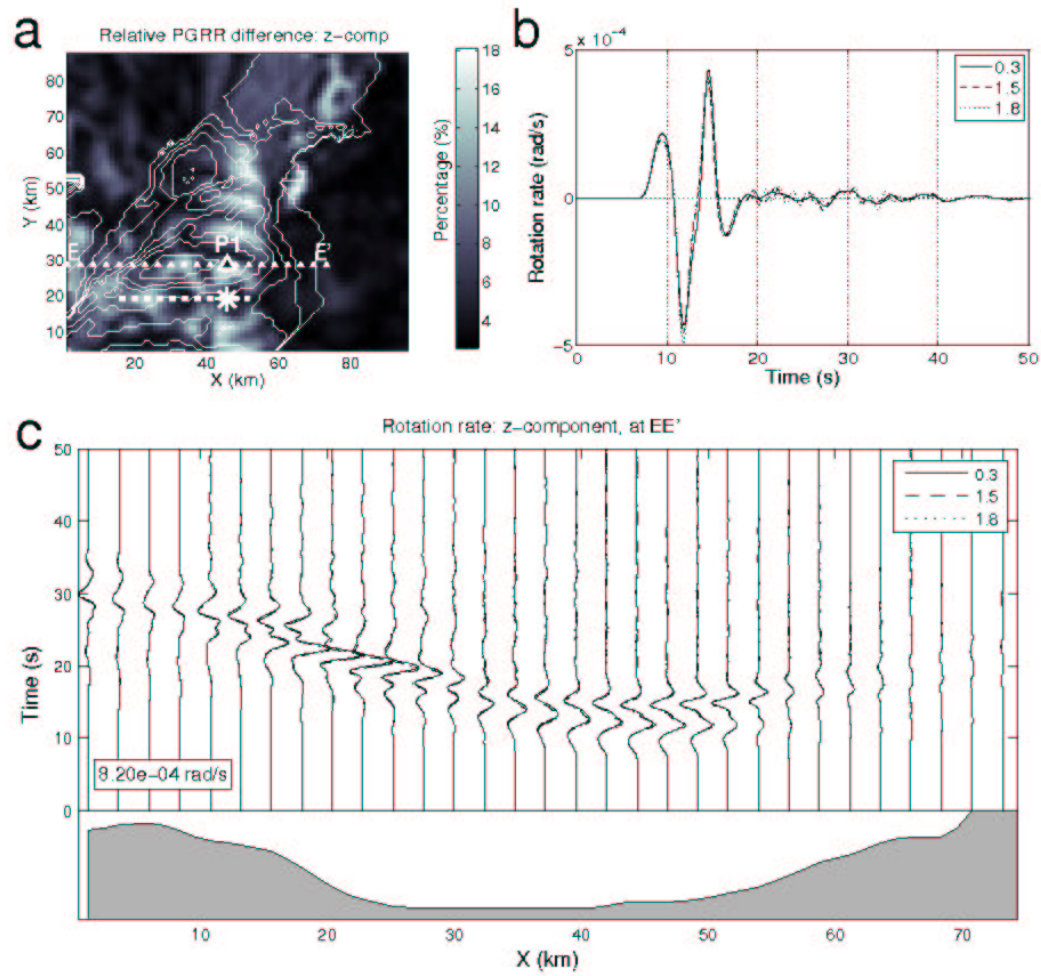 a
Relative PGRR difference: z-comp
80
70
60
50
40
30
20
10
Y (km)
E
P1
E'
20
40
60
80
X (km)
18
16
14
12
10
8
6
4
Percentage (%)
b
5 x 10⁻⁴
0
−5
Rotation rate (rad/s)
0.3
1.5
1.8
0
10
20
30
40
50
Time (s)
c
Rotation rate: z−component, at EE'
50
40
30
20
10
0
Time (s)
0.3
1.5
1.8
8.20e−04 rad/s
10
20
30
40
50
60
70
X (km)